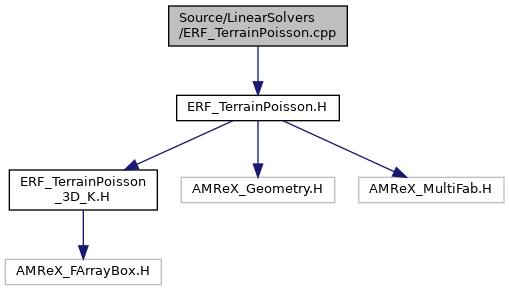 Source/LinearSolvers
/ERF_TerrainPoisson.cpp
ERF_TerrainPoisson.H
ERF_TerrainPoisson
_3D_K.H
AMReX_Geometry.H
AMReX_MultiFab.H
AMReX_FArrayBox.H